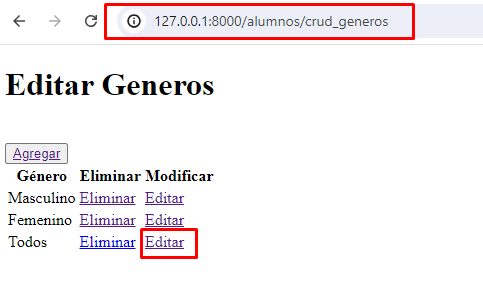 127.0.0.1:8000/alumnos/crud_generos
Editar Generos
Agregar
Género Eliminar Modificar
Masculino Eliminar Editar
Femenino Eliminar Editar
Todos Eliminar Editar